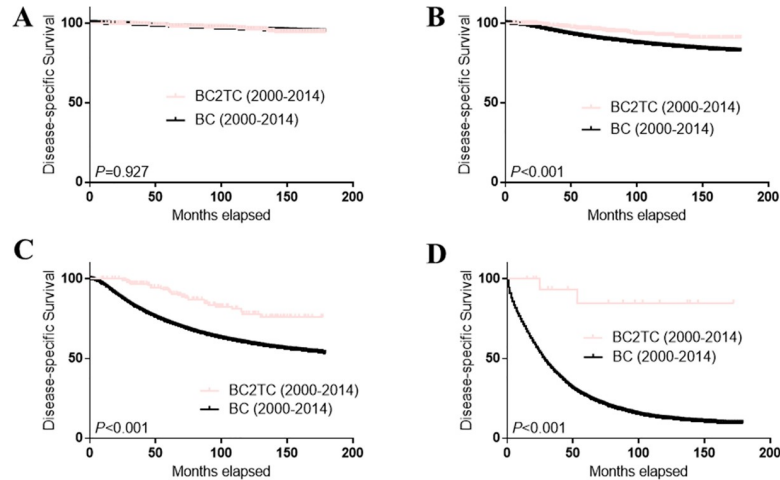 A
100
50
0
Disease-specific Survival
BC2TC (2000-2014)
BC (2000-2014)
P=0.927
0 50 100 150 200
Months elapsed
B
100
50
0
Disease-specific Survival
BC2TC (2000-2014)
BC (2000-2014)
P<0.001
0 50 100 150 200
Months elapsed
C
100
50
0
Disease-specific Survival
BC2TC (2000-2014)
BC (2000-2014)
P<0.001
0 50 100 150 200
Months elapsed
D
100
50
0
Disease-specific Survival
BC2TC (2000-2014)
BC (2000-2014)
P<0.001
0 50 100 150 200
Months elapsed